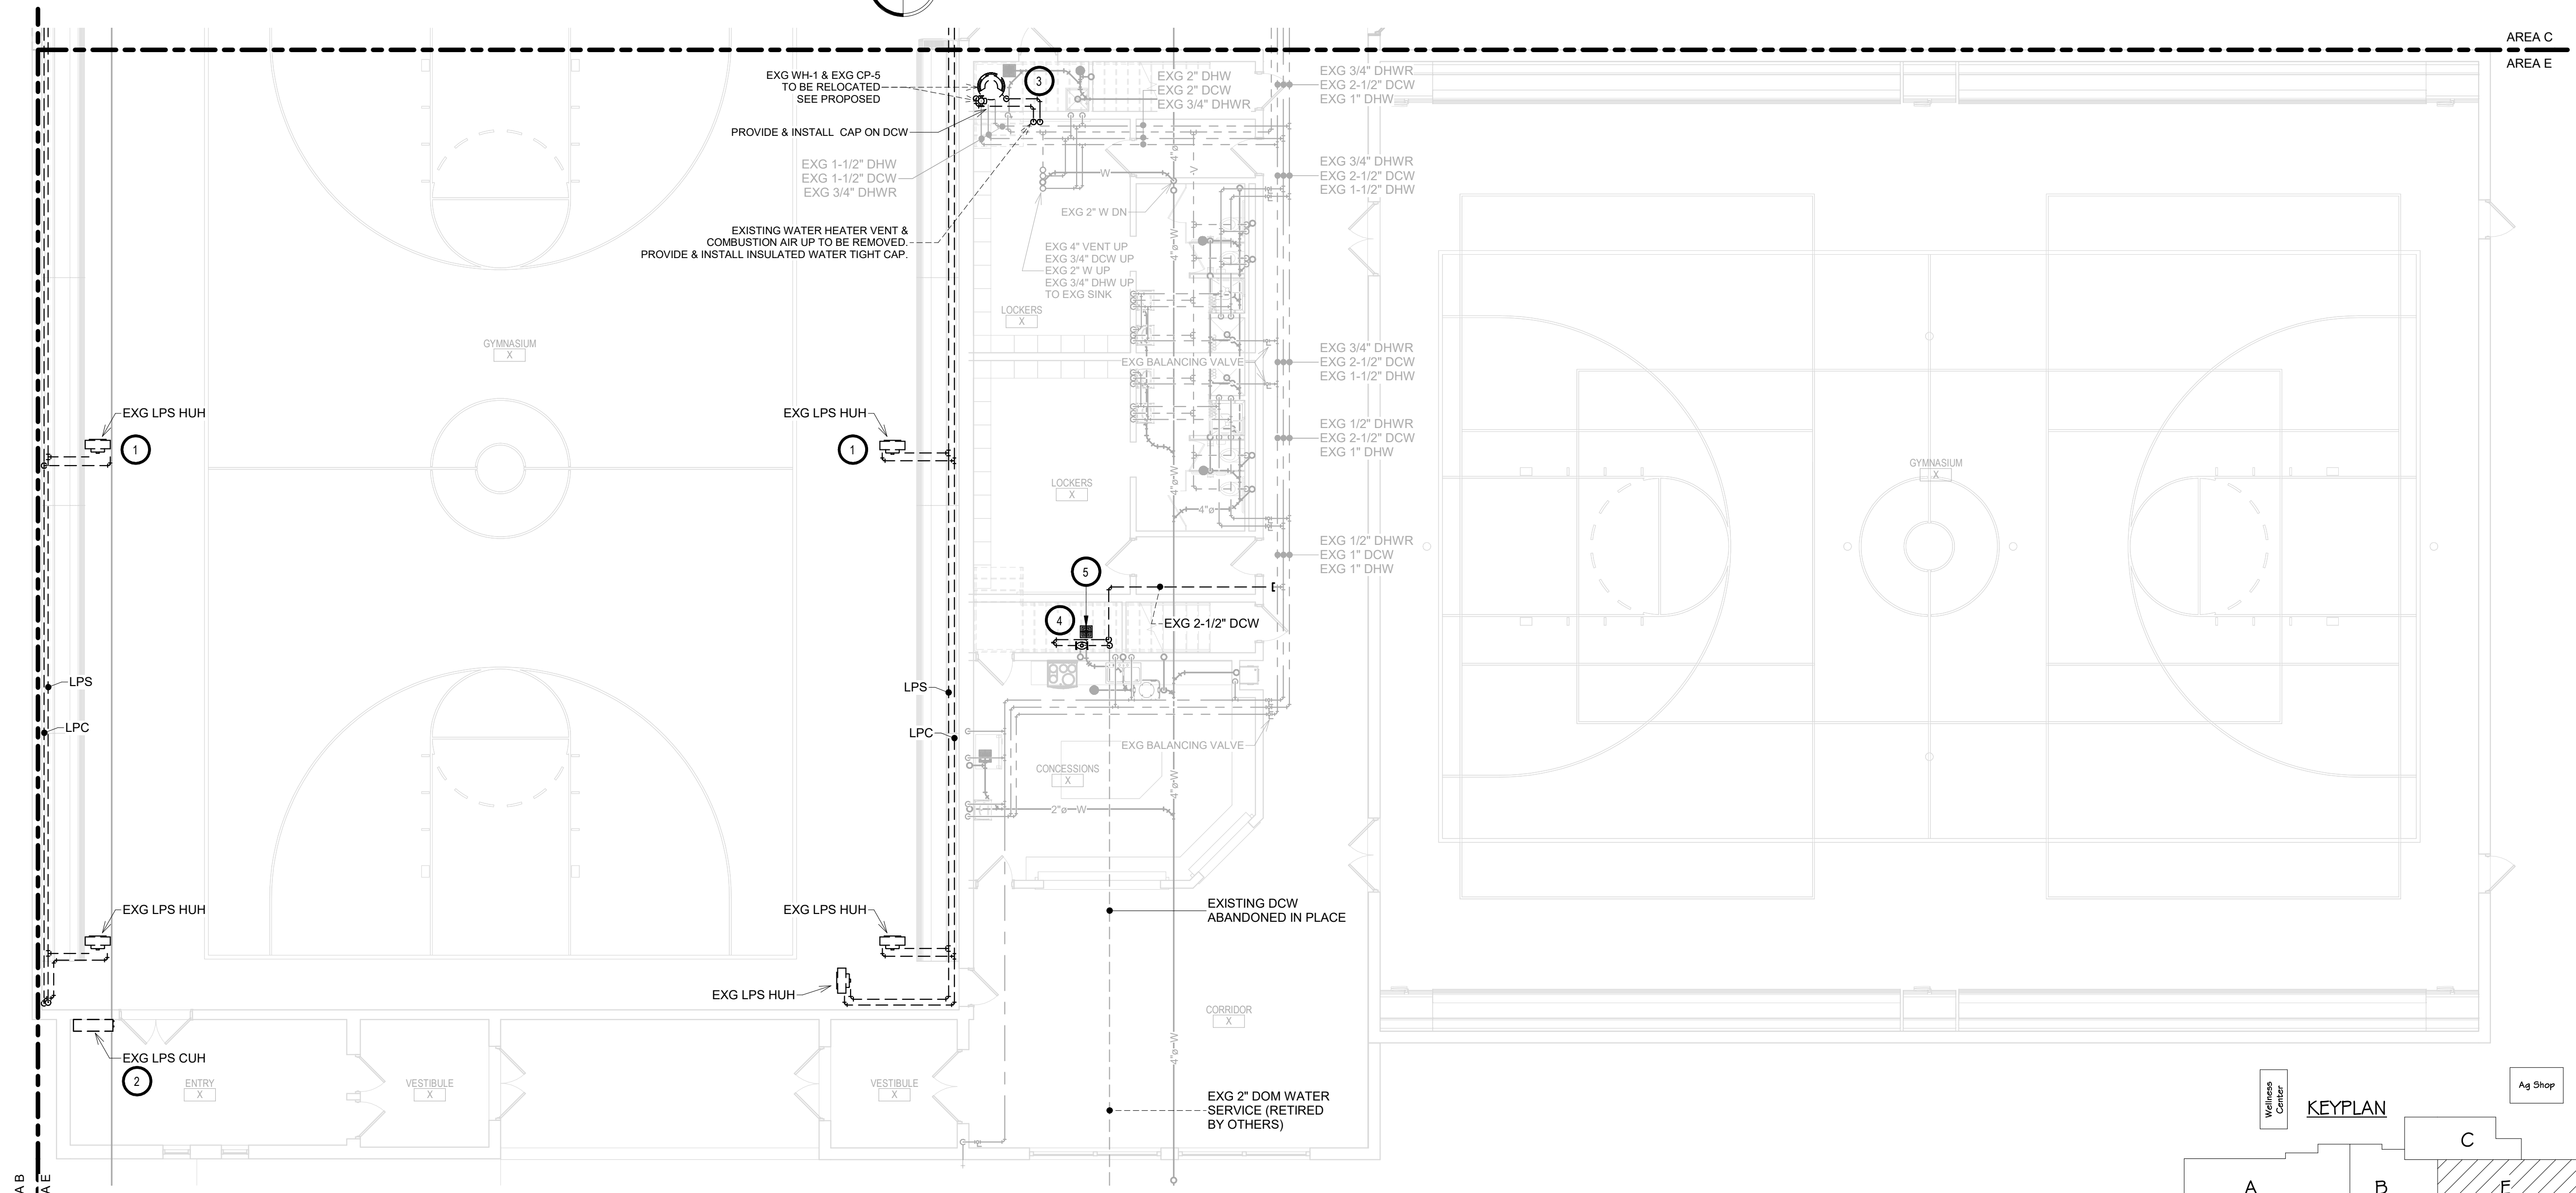 AREA C
AREA E
EXG WH-1 & EXG CP-5
TO BE RELOCATED
SEE PROPOSED
3
EXG 2" DHW
EXG 2" DCW
EXG 3/4" DHWR
EXG 3/4" DHWR
EXG 2-1/2" DCW
EXG 1" DHW
PROVIDE & INSTALL CAP ON DCW
4"ø
EXG 1-1/2" DHW
EXG 1-1/2" DCW
EXG 3/4" DHWR
W
V
EXG 3/4" DHWR
EXG 2-1/2" DCW
EXG 1-1/2" DHW
EXG 2" W DN
EXISTING WATER HEATER VENT &
COMBUSTION AIR UP TO BE REMOVED.
PROVIDE & INSTALL INSULATED WATER TIGHT CAP.
4"ø-W
EXG 4" VENT UP
EXG 3/4" DCW UP
EXG 2" W UP
EXG 3/4" DHW UP
TO EXG SINK
LOCKERS
X
GYMNASIUM
X
EXG BALANCING VALVE
EXG 3/4" DHWR
EXG 2-1/2" DCW
EXG 1-1/2" DHW
EXG LPS HUH
1
EXG LPS HUH
1
EXG 1/2" DHWR
EXG 2-1/2" DCW
EXG 1" DHW
GYMNASIUM
X
LOCKERS
X
4"ø-W
4"ø
EXG 1/2" DHWR
EXG 1" DCW
EXG 1" DHW
5
4
EXG 2-1/2" DCW
LPS
LPC
LPS
LPC
EXG BALANCING VALVE
CONCESSIONS
X
4"ø-W
2"ø-W
EXG LPS HUH
EXG LPS HUH
EXISTING DCW
ABANDONED IN PLACE
EXG LPS HUH
CORRIDOR
X
4"ø-W
EXG LPS CUH
2
ENTRY
X
VESTIBULE
X
VESTIBULE
X
EXG 2" DOM WATER
SERVICE (RETIRED
BY OTHERS)
Wellness
Center
KEYPLAN
Ag Shop
C
A
B
E
A B
A E